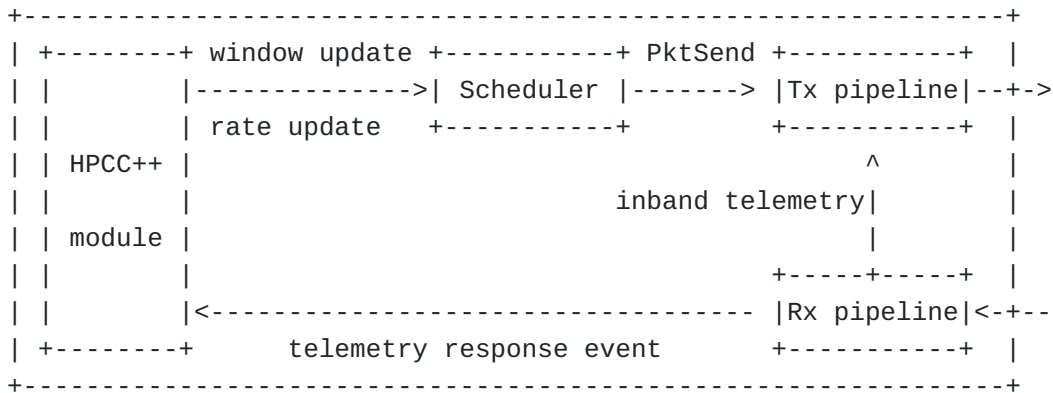 +---------------------------------------------------------------+
| +--------+ window update +-----------+ PktSend +-----------+  |
| |        |-------------->| Scheduler |-------> |Tx pipeline|--+->
| |        | rate update   +-----------+         +-----------+  |
| | HPCC++ |                                           ^        |
| |        |                           inband telemetry|        |
| | module |                                           |        |
| |        |                                     +-----+-----+  |
| |        |<----------------------------------- |Rx pipeline|<-+--
| +--------+      telemetry response event       +-----------+  |
+---------------------------------------------------------------+